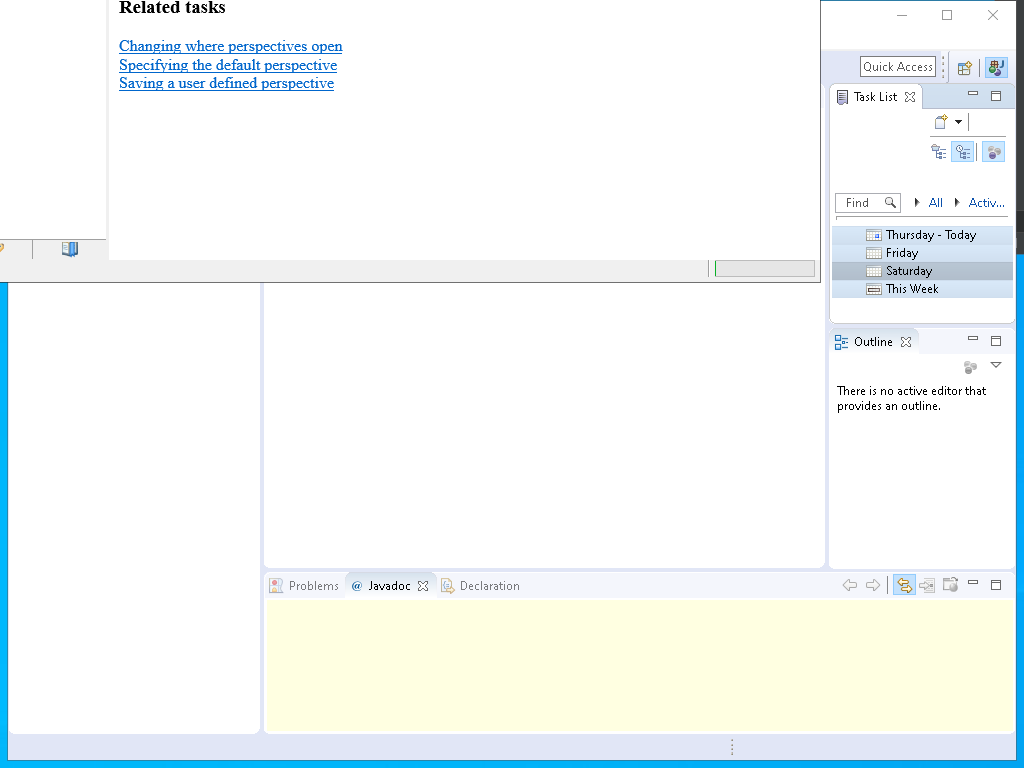 Related tasks
Changing where perspectives open
Specifying the default perspective
Saving a user defined perspective
Quick Access
Task List
Find
All
Activ...
Thursday - Today
Friday
Saturday
This Week
Outline
There is no active editor that
provides an outline.
Problems
@ Javadoc
Declaration